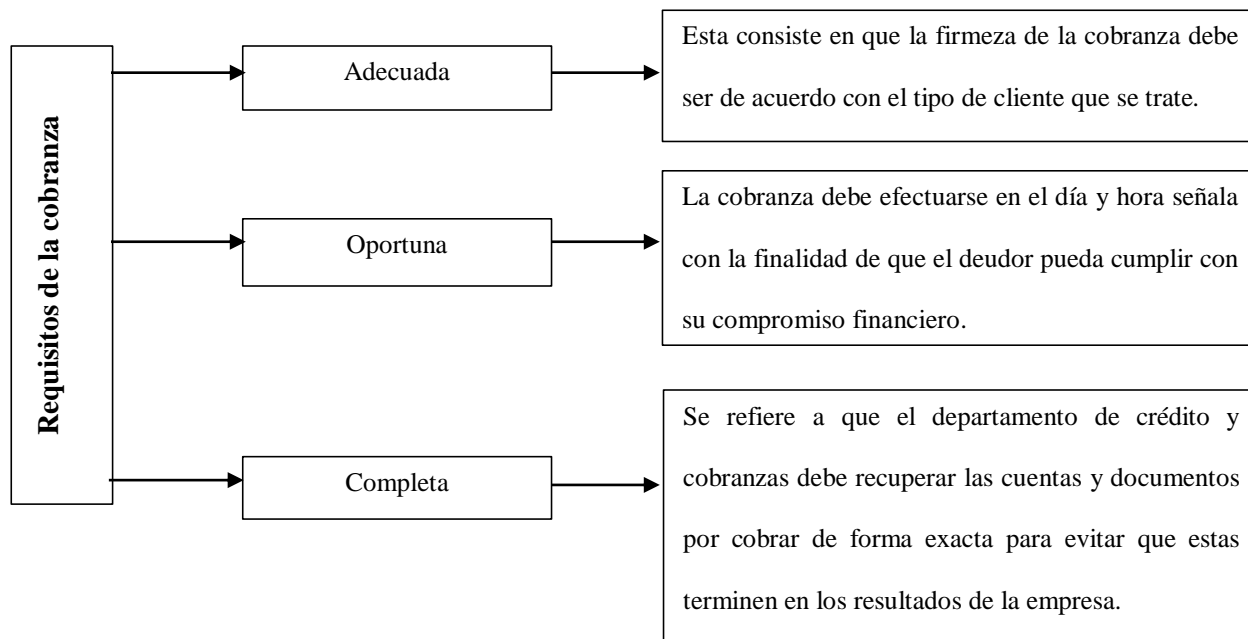 Requisitos de la cobranza
Adecuada
Esta consiste en que la firmeza de la cobranza debe
ser de acuerdo con el tipo de cliente que se trate.
Oportuna
La cobranza debe efectuarse en el día y hora señala
con la finalidad de que el deudor pueda cumplir con
su compromiso financiero.
Completa
Se refiere a que el departamento de crédito y
cobranzas debe recuperar las cuentas y documentos
por cobrar de forma exacta para evitar que estas
terminen en los resultados de la empresa.